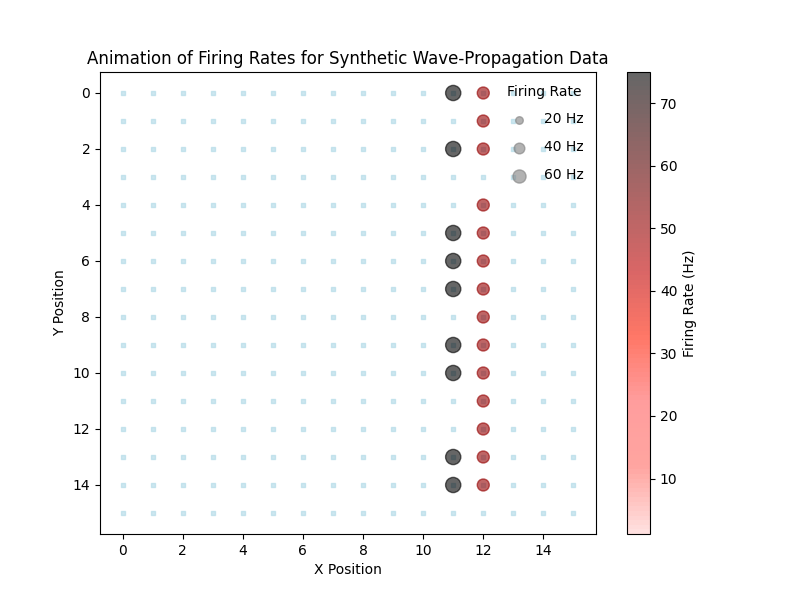 Animation of Firing Rates for Synthetic Wave-Propagation Data
Firing Rate
20 Hz
40 Hz
60 Hz
0
2
4
6
8
10
12
14
Y Position
0
2
4
6
8
10
12
14
X Position
70
60
50
40
30
20
10
Firing Rate (Hz)